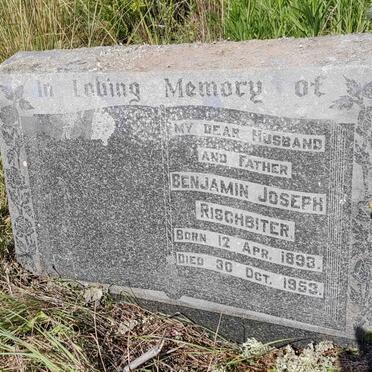 In Loving Memory of
MY DEAR HUSBAND
AND FATHER
BENJAMIN JOSEPH
RISCHBITER
BORN 12 APR. 1893.
DIED 30 OCT. 1953.